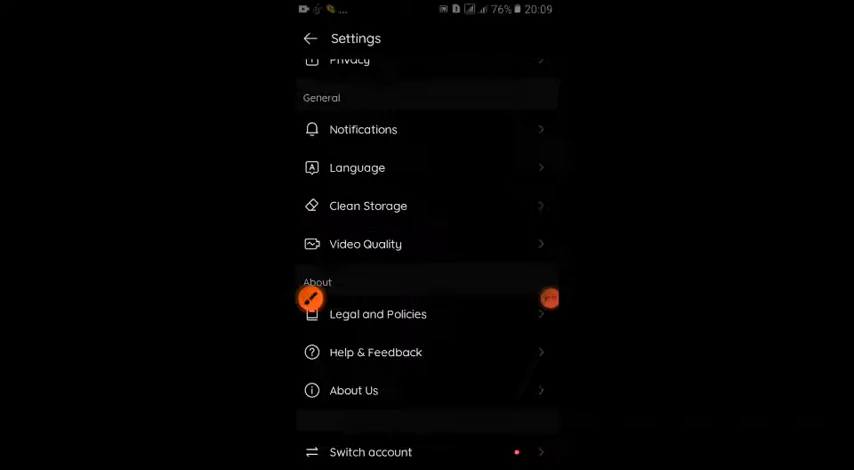 ... 76% 20:09
Settings
Privacy
General
Notifications
Language
Clean Storage
Video Quality
About
Legal and Policies
Help & Feedback
About Us
Switch account